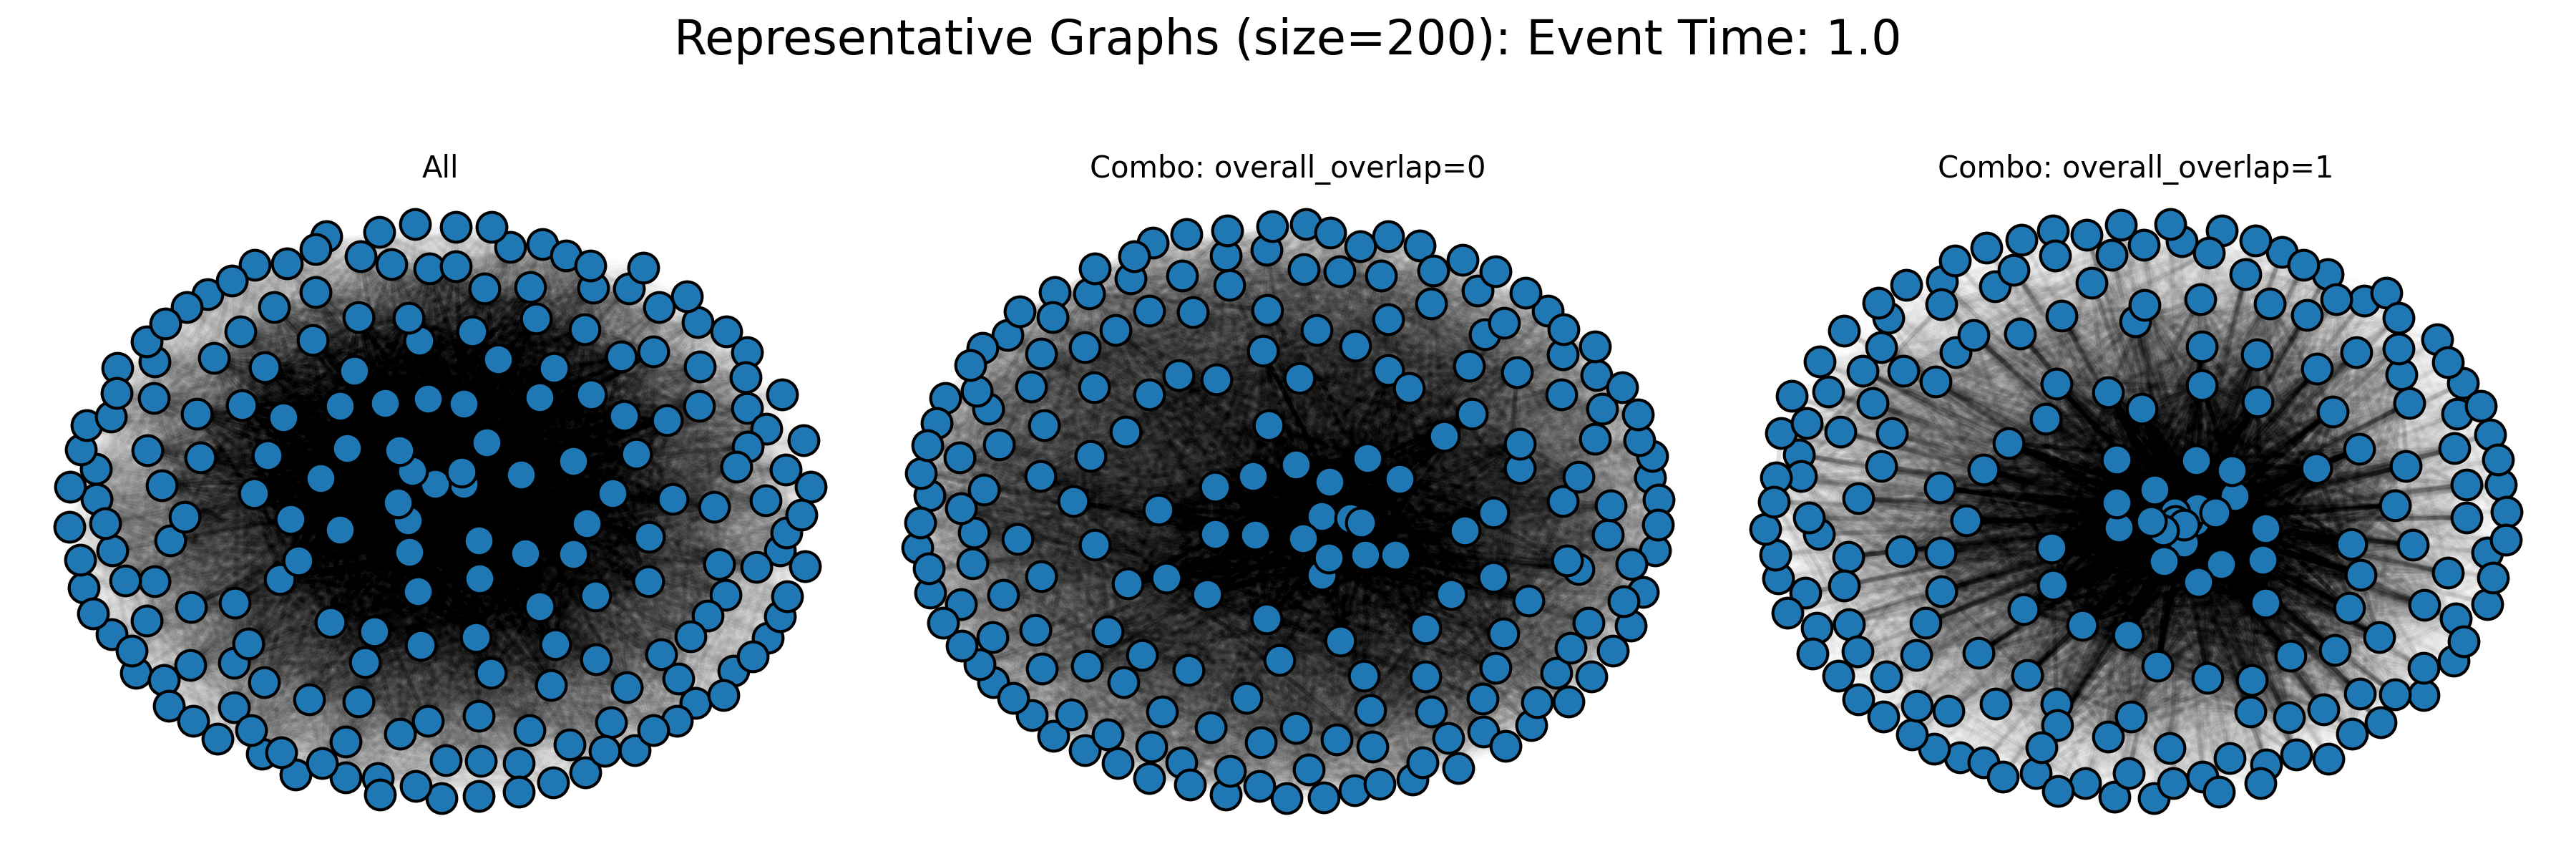 Representative Graphs (size=200): Event Time: 1.0
All
Combo: overall_overlap=0
Combo: overall_overlap=1